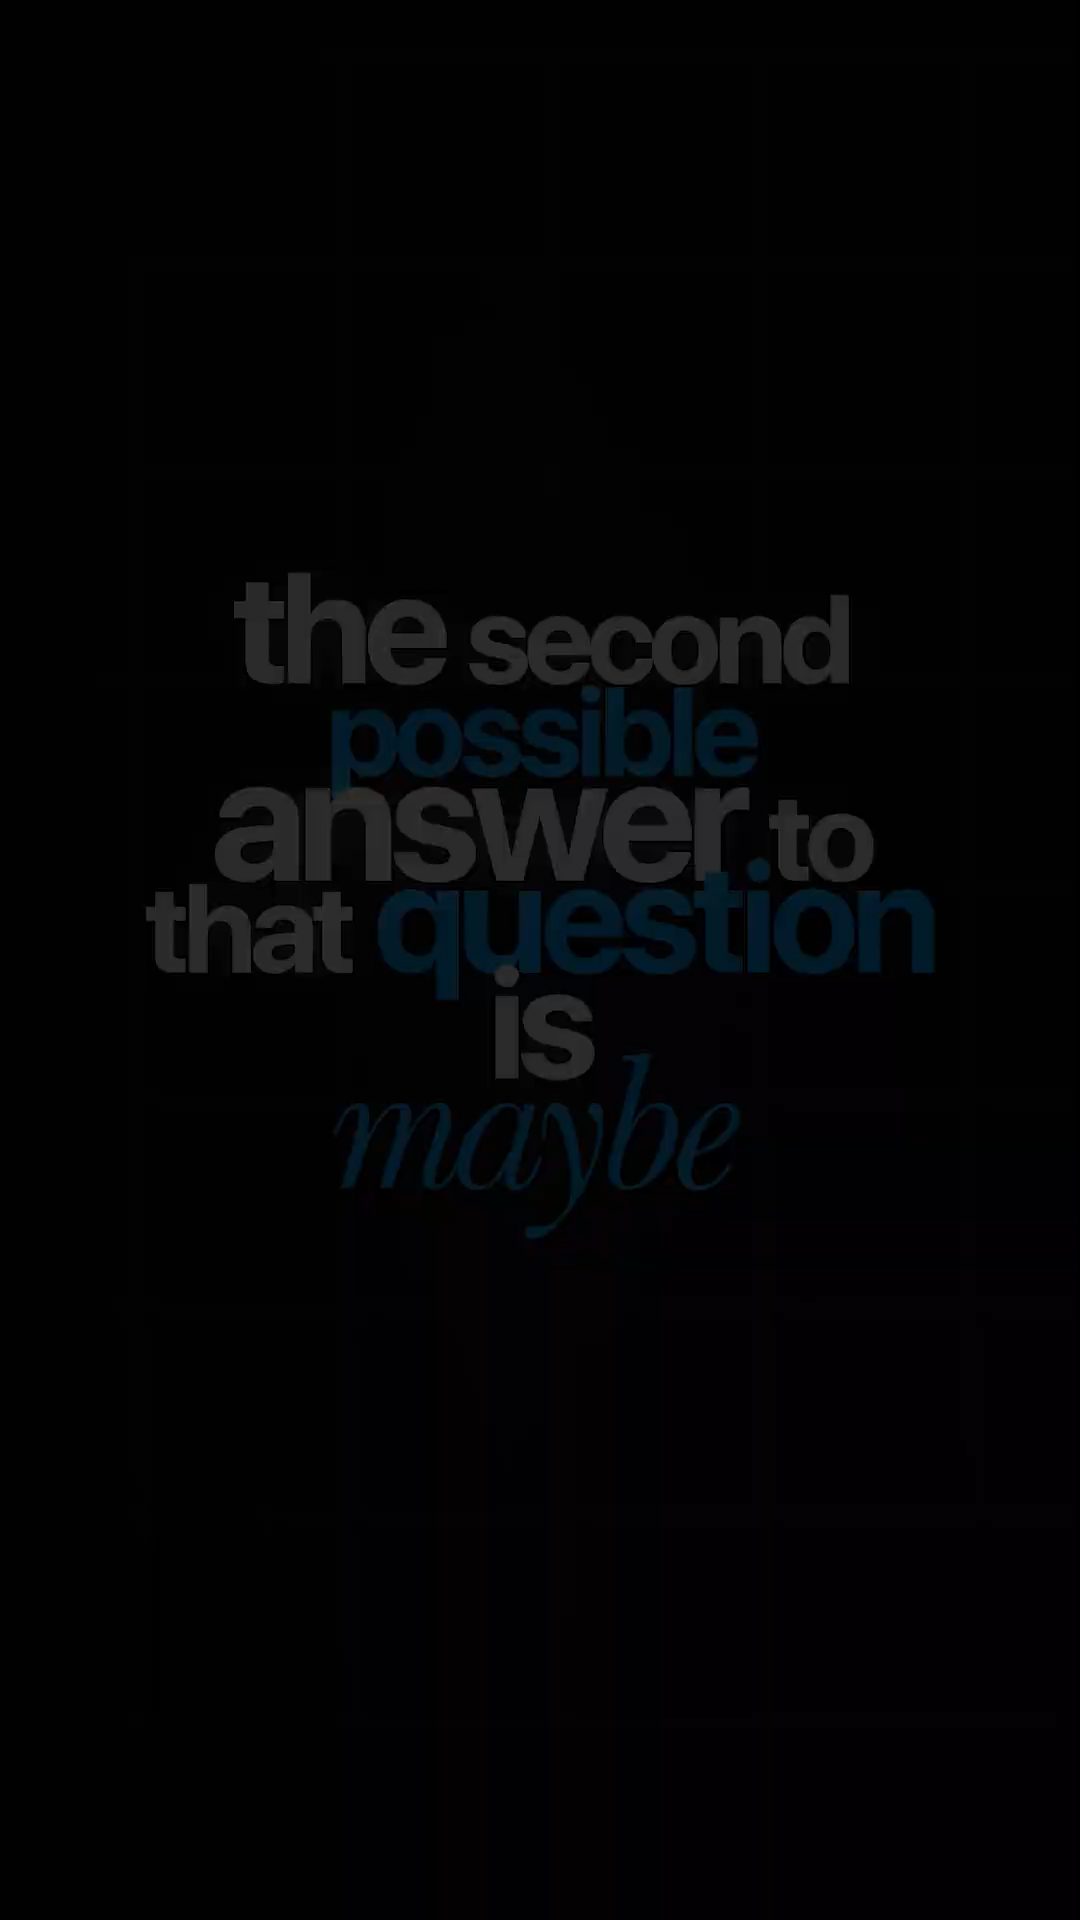 the second
possible
answer to
that question
is
maybe